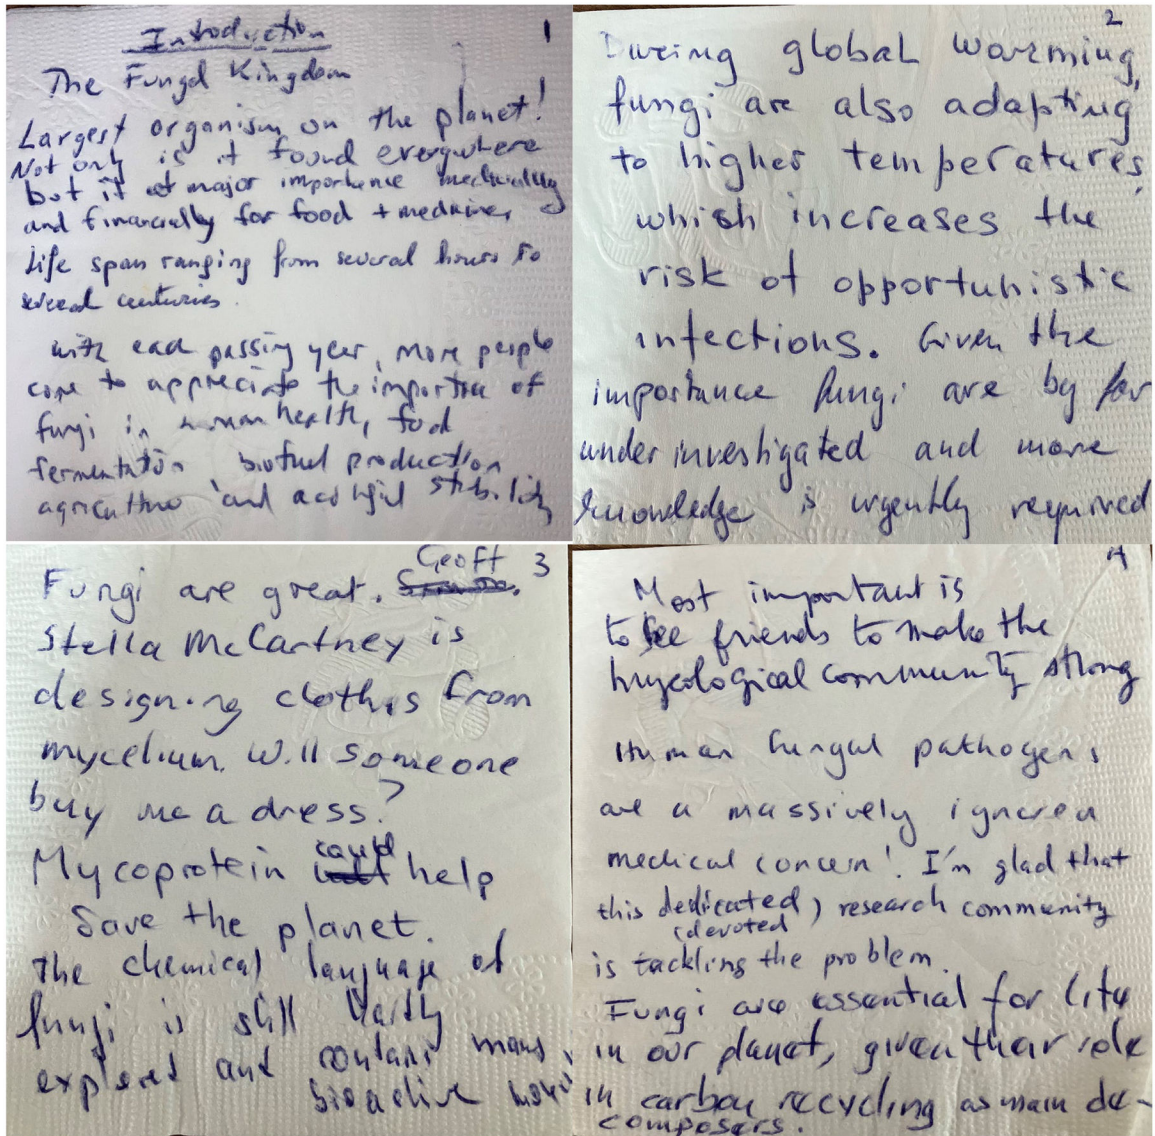 1
Introduction
The Fungal Kingdom
Largest organism on the planet!
Not only is it found everywhere
but it of major importance medically
and financially for food + medicine,
Life span ranging from several hours to
several centuries.
with each passing year, more people
come to appreciate the importance of
fungi in human health, food
fermentation biofuel production
agriculture and stability
2
During global warming,
fungi are also adapting
to higher temperatures,
which increases the
risk of opportunistic
infections. Given the
importance fungi are by far
under investigated and more
knowledge is urgently required
3
Geoff
Fungi are great.
Stella McCartney is
designing clothes from
mycelium. Will someone
buy me a dress?
could
Mycoprotein help
Save the planet.
The chemical language of
fungi is still
explored and contains many
bioactive
4
Most important is
to be friends to make the
mycological community strong
Human fungal pathogens
are a massively ignored
medical concern! I'm glad that
this dedicated) research community
(devoted
is tackling the problem.
Fungi are essential for life
in our planet, given their role
in carbon recycling as main de-
composers.